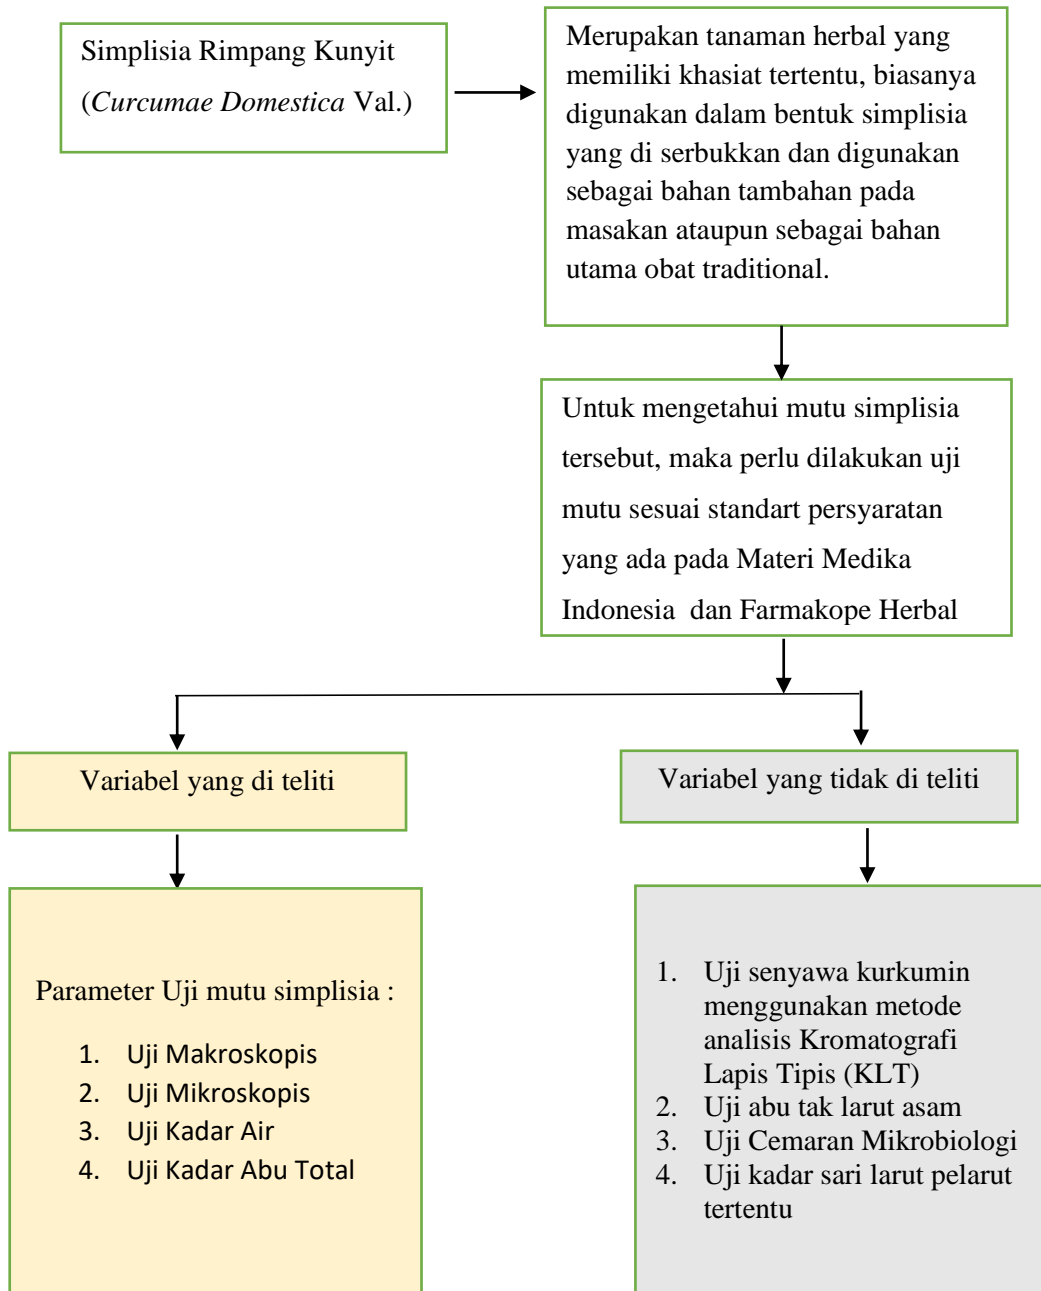 Simplisia Rimpang Kunyit
(Curcumae Domestica Val.)
Merupakan tanaman herbal yang
memiliki khasiat tertentu, biasanya
digunakan dalam bentuk simplisia
yang di serbukkan dan digunakan
sebagai bahan tambahan pada
masakan ataupun sebagai bahan
utama obat traditional.
Untuk mengetahui mutu simplisia
tersebut, maka perlu dilakukan uji
mutu sesuai standart persyaratan
yang ada pada Materi Medika
Indonesia dan Farmakope Herbal
Variabel yang di teliti
Variabel yang tidak di teliti
Parameter Uji mutu simplisia :
1. Uji Makroskopis
2. Uji Mikroskopis
3. Uji Kadar Air
4. Uji Kadar Abu Total
1. Uji senyawa kurkumin
menggunakan metode
analisis Kromatografi
Lapis Tipis (KLT)
2. Uji abu tak larut asam
3. Uji Cemaran Mikrobiologi
4. Uji kadar sari larut pelarut
tertentu